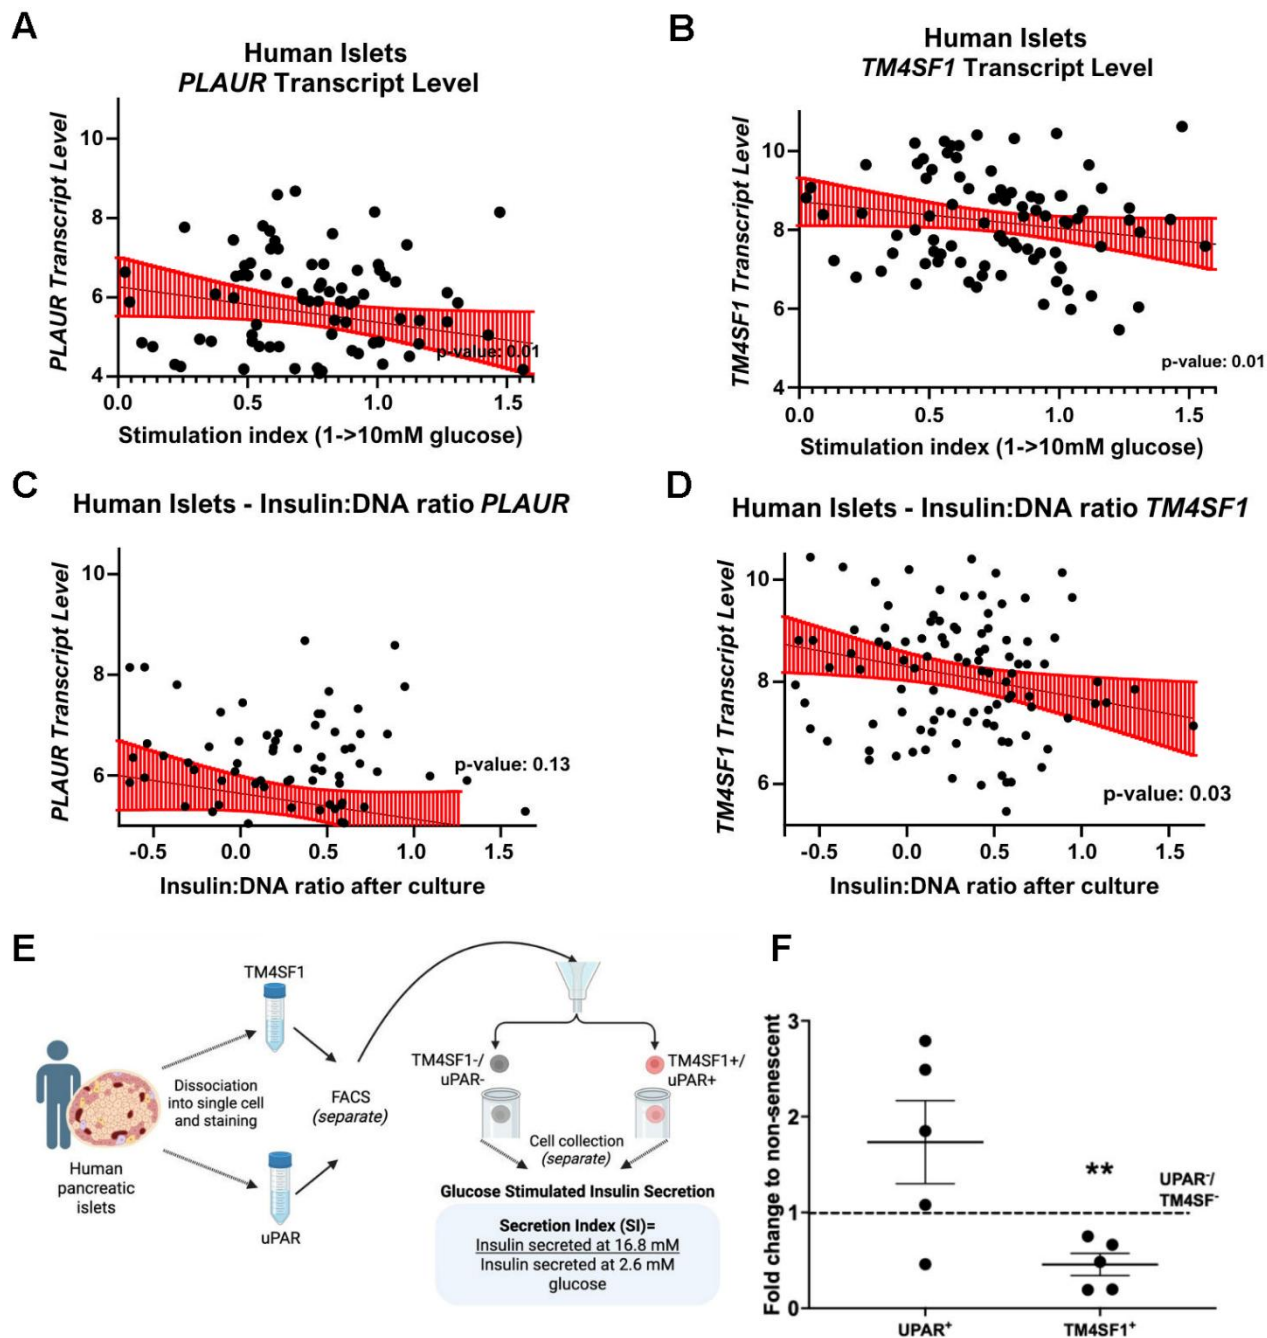 A
Human Islets
PLAUR Transcript Level
PLAUR Transcript Level
10
8
6
4
p-value: 0.01
0.0 0.5 1.0 1.5
Stimulation index (1->10mM glucose)
B
Human Islets
TM4SF1 Transcript Level
TM4SF1 Transcript Level
10
8
6
4
p-value: 0.01
0.0 0.5 1.0 1.5
Stimulation index (1->10mM glucose)
C
Human Islets - Insulin:DNA ratio PLAUR
PLAUR Transcript Level
10
8
6
p-value: 0.13
-0.5 0.0 0.5 1.0 1.5
Insulin:DNA ratio after culture
D
Human Islets - Insulin:DNA ratio TM4SF1
TM4SF1 Transcript Level
10
8
6
p-value: 0.03
-0.5 0.0 0.5 1.0 1.5
Insulin:DNA ratio after culture
E
Human
pancreatic
islets
TM4SF1
Dissociation
into single cell
and staining
uPAR
FACS
(separate)
TM4SF1-/
uPAR-
TM4SF1+/
uPAR+
Cell collection
(separate)
Glucose Stimulated Insulin Secretion
Secretion Index (SI)=
Insulin secreted at 16.8 mM
Insulin secreted at 2.6 mM
glucose
F
Fold change to non-senescent
3
2
1
0
**
UPAR⁻/
TM4SF⁻
UPAR⁺
TM4SF1⁺